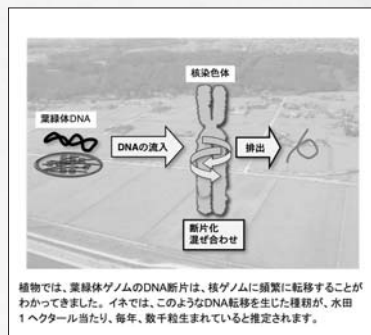 核染色体
葉緑体DNA
DNAの流入
排出
断片化
混ぜ合わせ
植物では、葉緑体ゲノムのDNA断片は、核ゲノムに頻繁に転移することが
わかってきました。イネでは、このようなDNA転移を生じた種籾が、水田
1ヘクタール当たり、毎年、数千粒生まれていると推定されます。